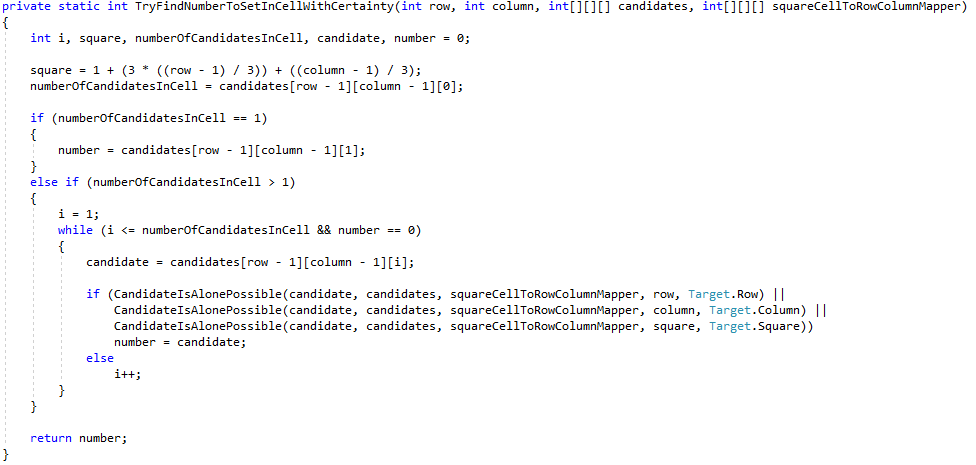 private static int TryFindNumberToSetInCellWithCertainty(int row, int column, int[][][] candidates, int[][][] squareCellToRowColumnMapper)
{
    int i, square, numberOfCandidatesInCell, candidate, number = 0;

    square = 1 + (3 * ((row - 1) / 3)) + ((column - 1) / 3);
    numberOfCandidatesInCell = candidates[row - 1][column - 1][0];

    if (numberOfCandidatesInCell == 1)
    {
        number = candidates[row - 1][column - 1][1];
    }
    else if (numberOfCandidatesInCell > 1)
    {
        i = 1;
        while (i <= numberOfCandidatesInCell && number == 0)
        {
            candidate = candidates[row - 1][column - 1][i];

            if (CandidateIsAlonePossible(candidate, candidates, squareCellToRowColumnMapper, row, Target.Row) ||
                CandidateIsAlonePossible(candidate, candidates, squareCellToRowColumnMapper, column, Target.Column) ||
                CandidateIsAlonePossible(candidate, candidates, squareCellToRowColumnMapper, square, Target.Square))
                number = candidate;
            else
                i++;
        }
    }

    return number;
}